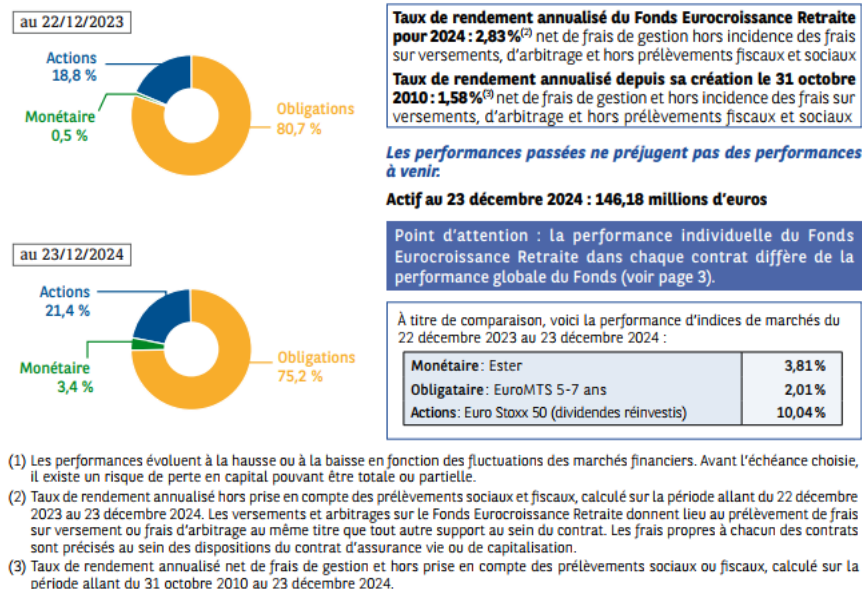 au 22/12/2023
Actions
18,8 %
Monétaire
0,5 %
Obligations
80,7 %
au 23/12/2024
Actions
21,4 %
Monétaire
3,4 %
Obligations
75,2 %
Taux de rendement annualisé du Fonds Eurocroissance Retraite
pour 2024 : 2,83%(2) net de frais de gestion hors incidence des frais
sur versements, d'arbitrage et hors prélèvements fiscaux et sociaux
Taux de rendement annualisé depuis sa création le 31 octobre
2010 : 1,58%(3) net de frais de gestion et hors incidence des frais sur
versements, d'arbitrage et hors prélèvements fiscaux et sociaux
Les performances passées ne préjugent pas des performances
à venir.
Actif au 23 décembre 2024 : 146,18 millions d'euros
Point d'attention : la performance individuelle du Fonds
Eurocroissance Retraite dans chaque contrat diffère de la
performance globale du Fonds (voir page 3).
À titre de comparaison, voici la performance d'indices de marchés du
22 décembre 2023 au 23 décembre 2024 :
Monétaire : Ester 3,81%
Obligataire : EuroMTS 5-7 ans 2,01%
Actions : Euro Stoxx 50 (dividendes réinvestis) 10,04%
(1) Les performances évoluent à la hausse ou à la baisse en fonction des fluctuations des marchés financiers. Avant l'échéance choisie,
il existe un risque de perte en capital pouvant être totale ou partielle.
(2) Taux de rendement annualisé hors prise en compte des prélèvements sociaux et fiscaux, calculé sur la période allant du 22 décembre
2023 au 23 décembre 2024. Les versements et arbitrages sur le Fonds Eurocroissance Retraite donnent lieu au prélèvement de frais
sur versement ou frais d'arbitrage au même titre que tout autre support au sein du contrat. Les frais propres à chacun des contrats
sont précisés au sein des dispositions du contrat d'assurance vie ou de capitalisation.
(3) Taux de rendement annualisé net de frais de gestion et hors prise en compte des prélèvements sociaux ou fiscaux, calculé sur la
période allant du 31 octobre 2010 au 23 décembre 2024.